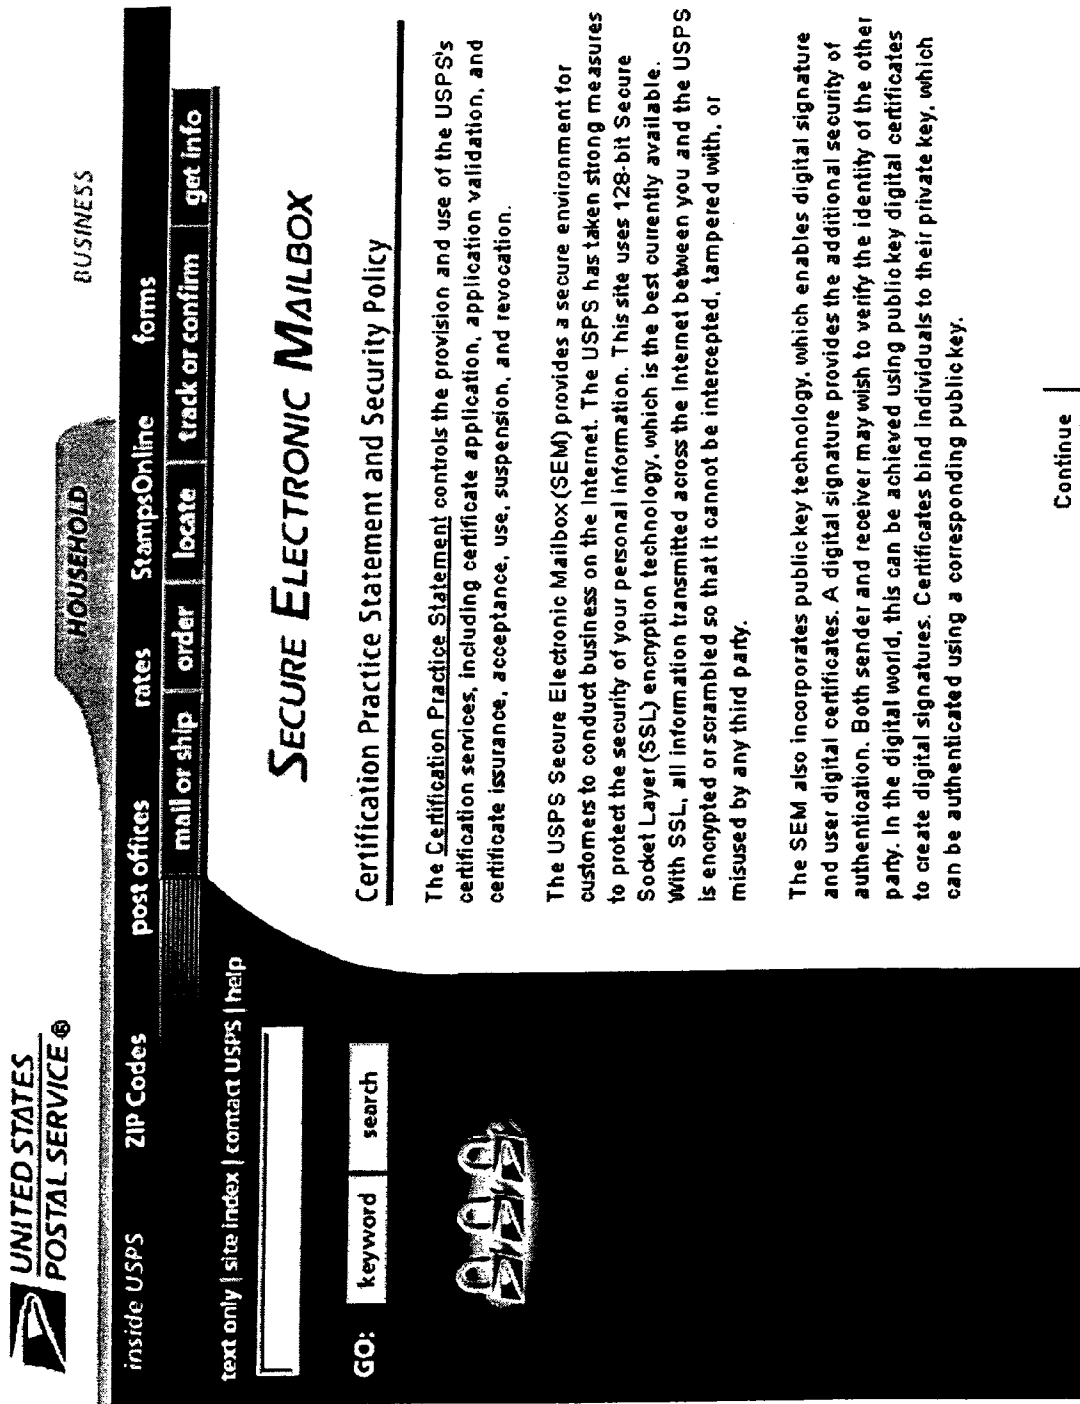 UNITED STATES
POSTAL SERVICE ®
HOUSEHOLD
BUSINESS
inside USPS
ZIP Codes
post offices
rates
StampsOnline
forms
mail or ship
order
locate
track or confirm
get info
text only | site index | contact USPS | help
GO:
keyword
search
SECURE ELECTRONIC MAILBOX
Certification Practice Statement and Security Policy
The Certification Practice Statement controls the provision and use of the USPS's
certification services, including certificate application, application validation, and
certificate issurance, acceptance, use, suspension, and revocation.
The USPS Secure Electronic Mailbox (SEM) provides a secure environment for
customers to conduct business on the Internet. The USPS has taken strong measures
to protect the security of your personal information. This site uses 128-bit Secure
Socket Layer (SSL) encryption technology, which is the best currently available.
With SSL, all information transmitted across the Internet between you and the USPS
is encrypted or scrambled so that it cannot be intercepted, tampered with, or
misused by any third party.
The SEM also incorporates public key technology, which enables digital signature
and user digital certificates. A digital signature provides the additional security of
authentication. Both sender and receiver may wish to verify the identity of the other
party. In the digital world, this can be achieved using public key digital certificates
to create digital signatures. Certificates bind individuals to their private key, which
can be authenticated using a corresponding public key.
Continue